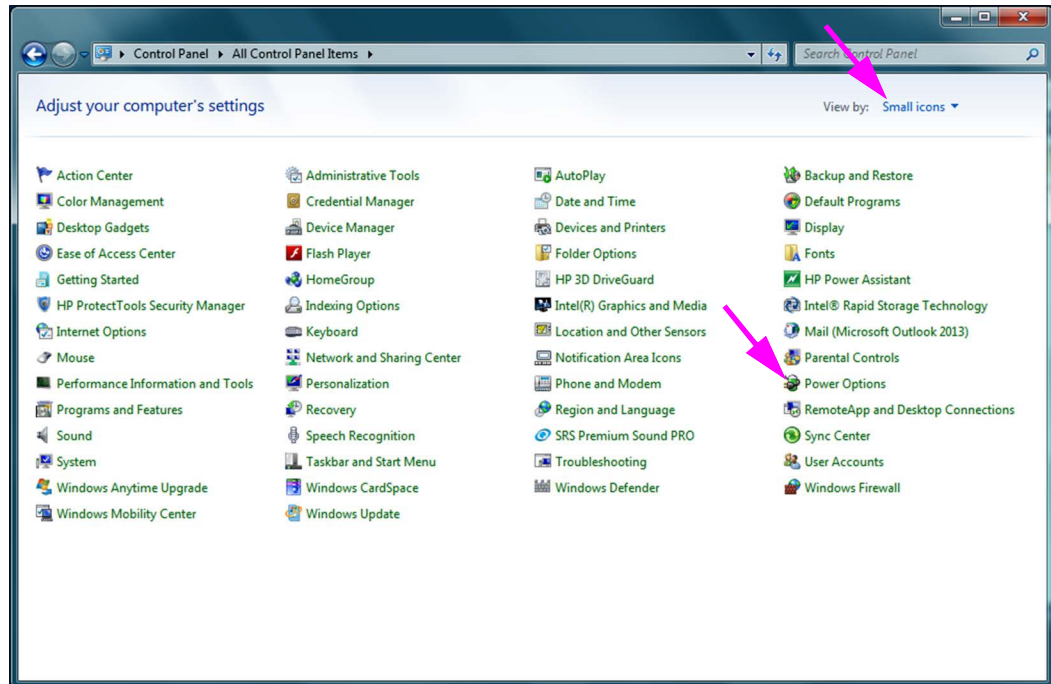 Control Panel ▸ All Control Panel Items ▸
Search Control Panel
Adjust your computer's settings
View by: Small icons
Action Center
Administrative Tools
AutoPlay
Backup and Restore
Color Management
Credential Manager
Date and Time
Default Programs
Desktop Gadgets
Device Manager
Devices and Printers
Display
Ease of Access Center
Flash Player
Folder Options
Fonts
Getting Started
HomeGroup
HP 3D DriveGuard
HP Power Assistant
HP ProtectTools Security Manager
Indexing Options
Intel(R) Graphics and Media
Intel® Rapid Storage Technology
Internet Options
Keyboard
Location and Other Sensors
Mail (Microsoft Outlook 2013)
Mouse
Network and Sharing Center
Notification Area Icons
Parental Controls
Performance Information and Tools
Personalization
Phone and Modem
Power Options
Programs and Features
Recovery
Region and Language
RemoteApp and Desktop Connections
Sound
Speech Recognition
SRS Premium Sound PRO
Sync Center
System
Taskbar and Start Menu
Troubleshooting
User Accounts
Windows Anytime Upgrade
Windows CardSpace
Windows Defender
Windows Firewall
Windows Mobility Center
Windows Update